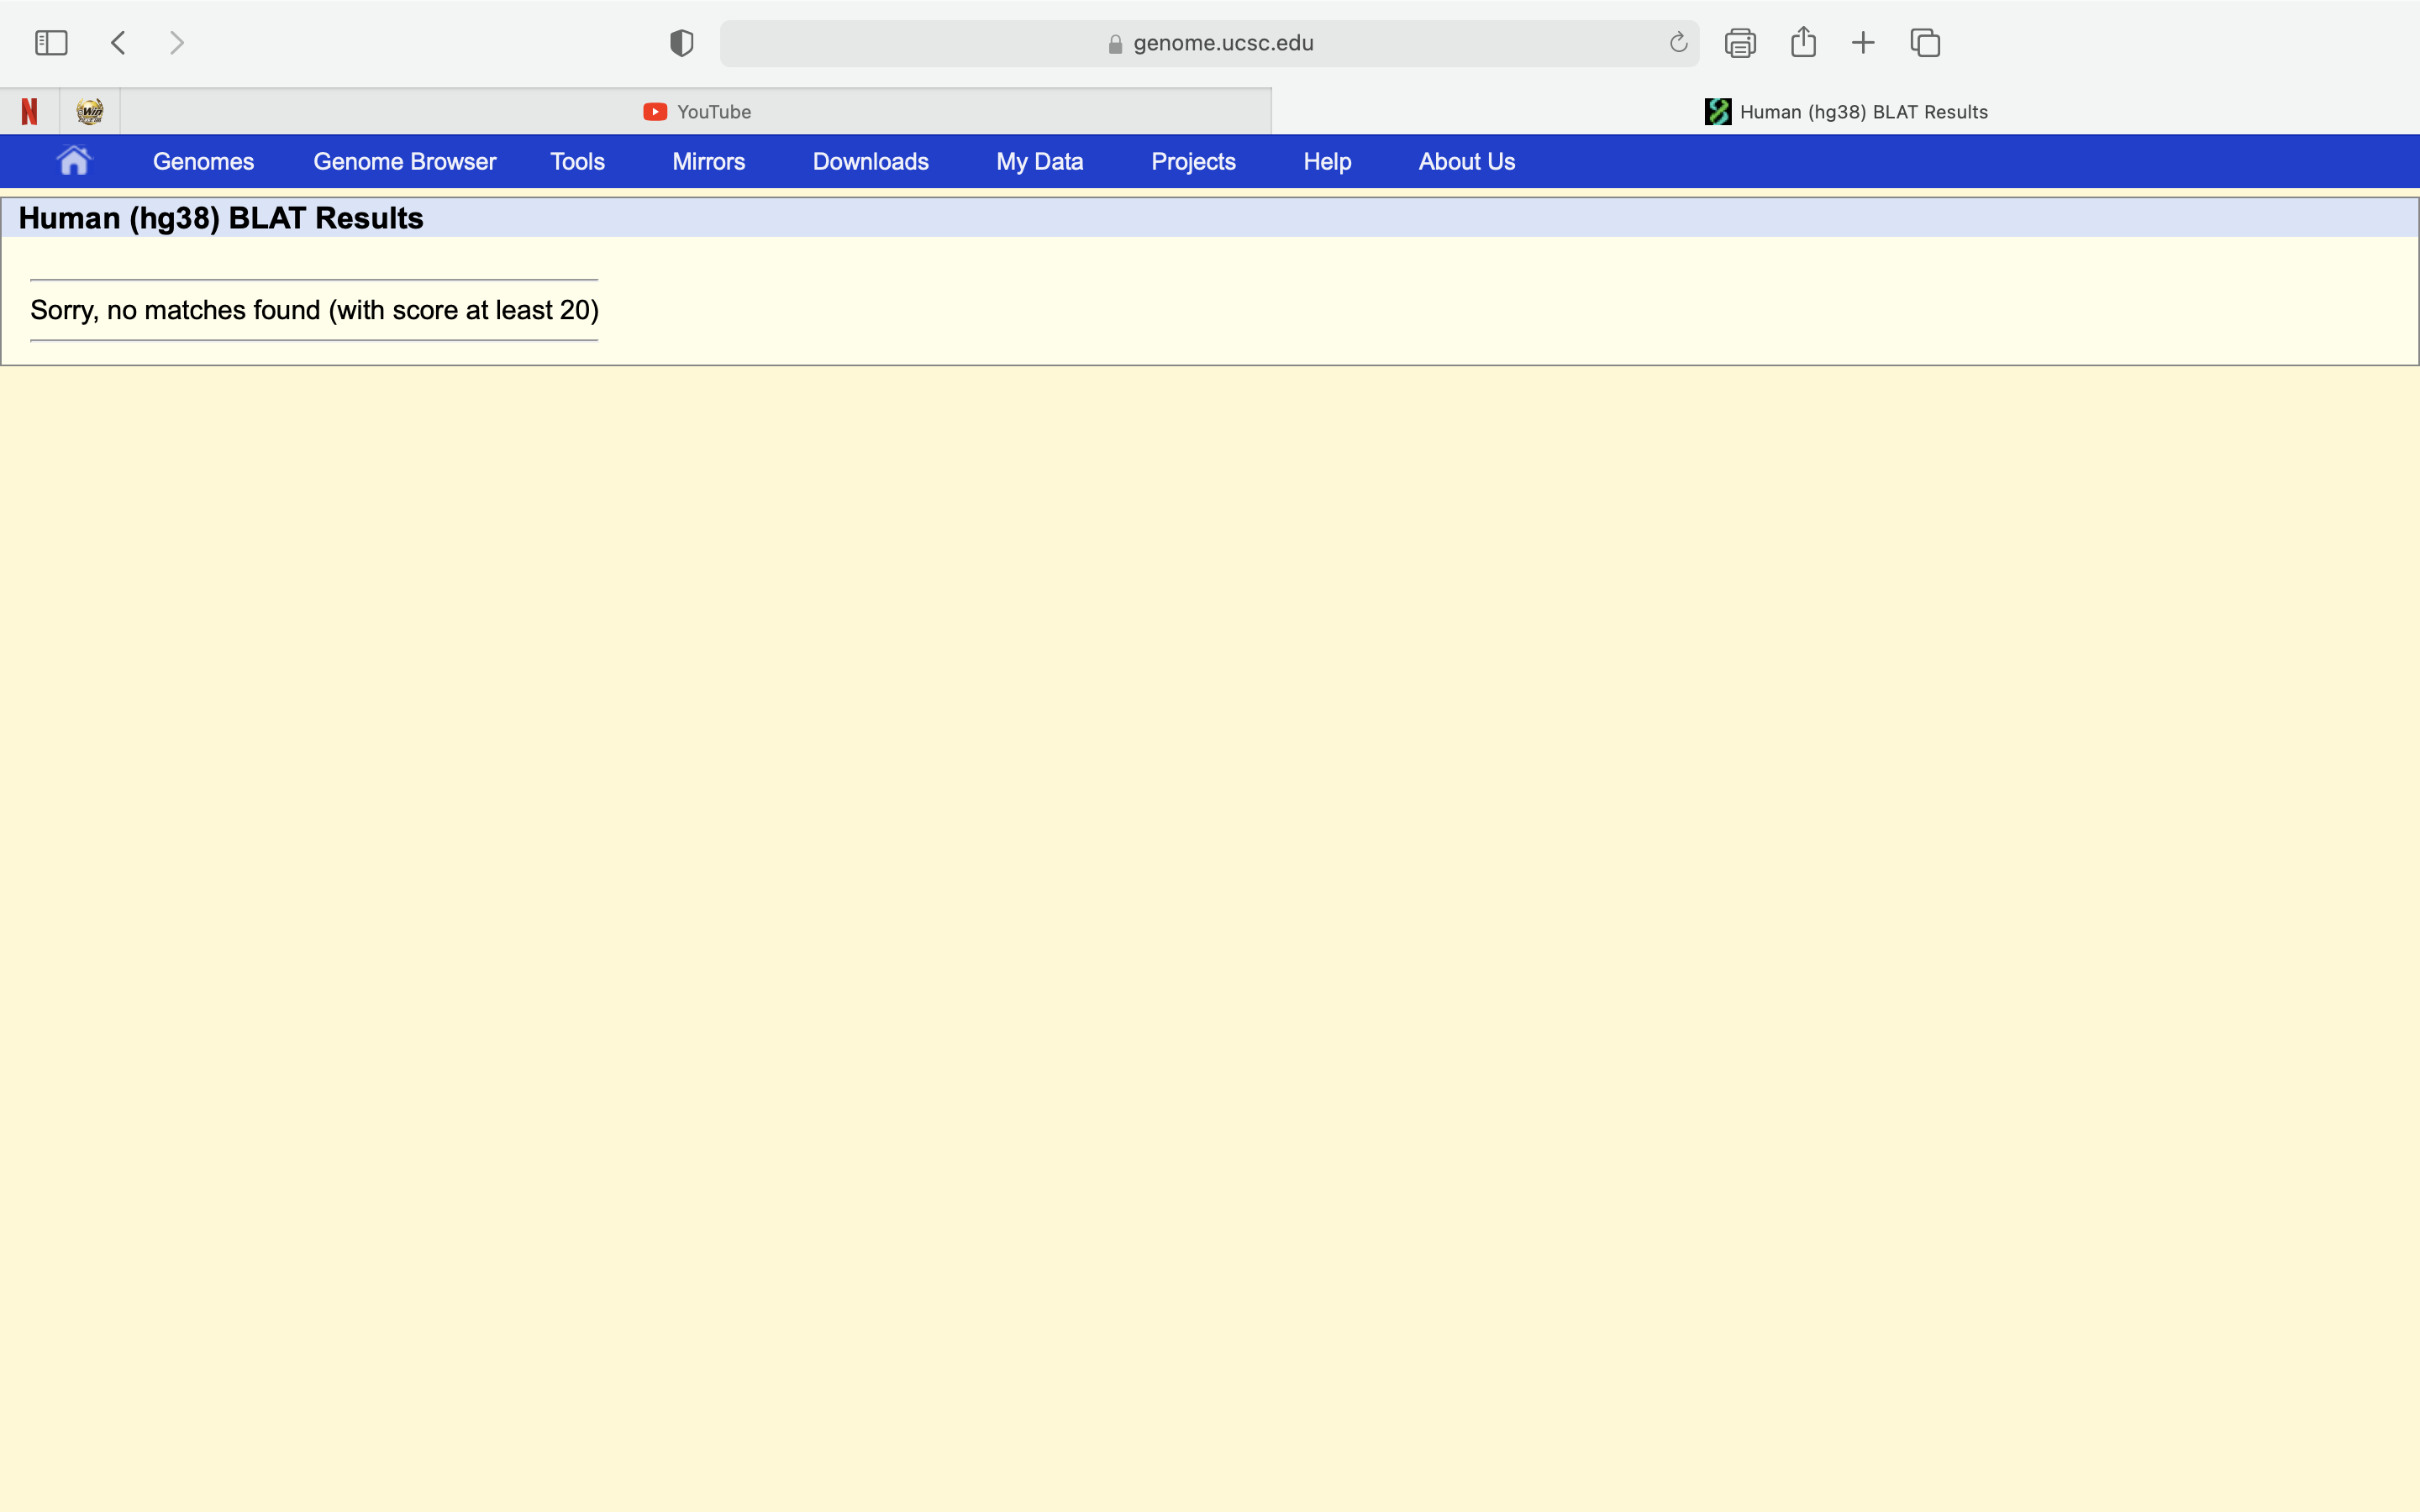 genome.ucsc.edu
N
Win
YouTube
Human (hg38) BLAT Results
Genomes Genome Browser Tools Mirrors Downloads My Data Projects Help About Us
Human (hg38) BLAT Results
Sorry, no matches found (with score at least 20)